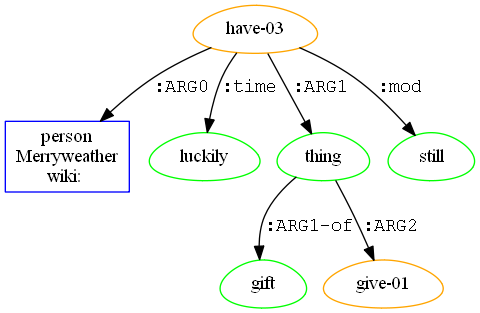 have-03
:ARG0 :time :ARG1 :mod
person
Merryweather
wiki:
luckily
thing
still
:ARG1-of :ARG2
gift
give-01